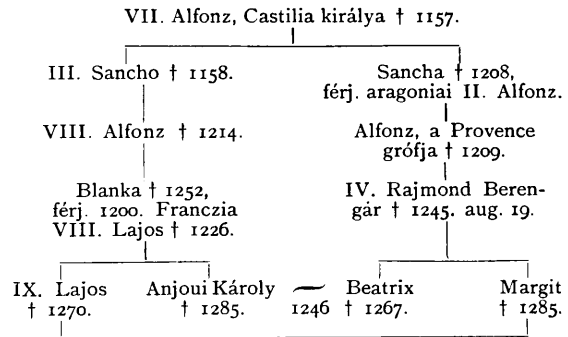 VII. Alfonz, Castilia királya † 1157.
III. Sancho † 1158.
Sancha † 1208,
férj. aragoniai II. Alfonz.
VIII. Alfonz † 1214.
Alfonz, a Provence
grófja † 1209.
Blanka † 1252,
férj. 1200. Franczia
VIII. Lajos † 1226.
IV. Rajmond Beren-
gár † 1245. aug. 19.
IX. Lajos
† 1270.
Anjoui Károly
† 1285.
1246
Beatrix
† 1267.
Margit
† 1285.